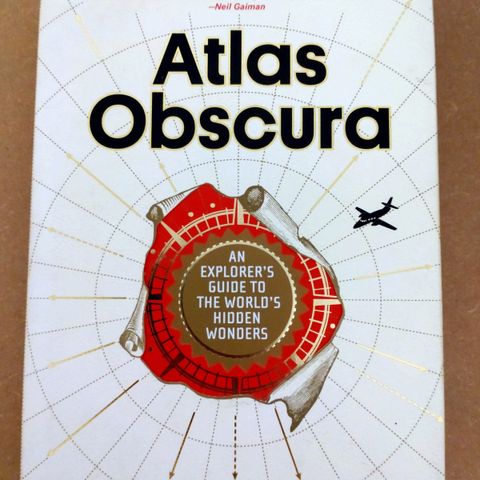 —Neil Gaiman
Atlas
Obscura
AN
EXPLORER'S
GUIDE TO
THE WORLD'S
HIDDEN
WONDERS